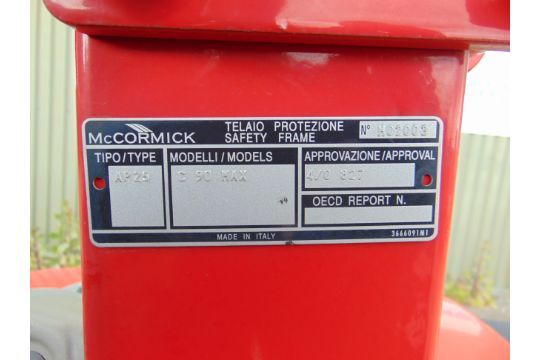 McCORMICK
TELAIO PROTEZIONE
SAFETY FRAME
N° H02003
TIPO/TYPE
AP25
MODELLI/MODELS
C 90 MAX
APPROVAZIONE/APPROVAL
4/0 827
OECD REPORT N.
MADE IN ITALY
3666091M1